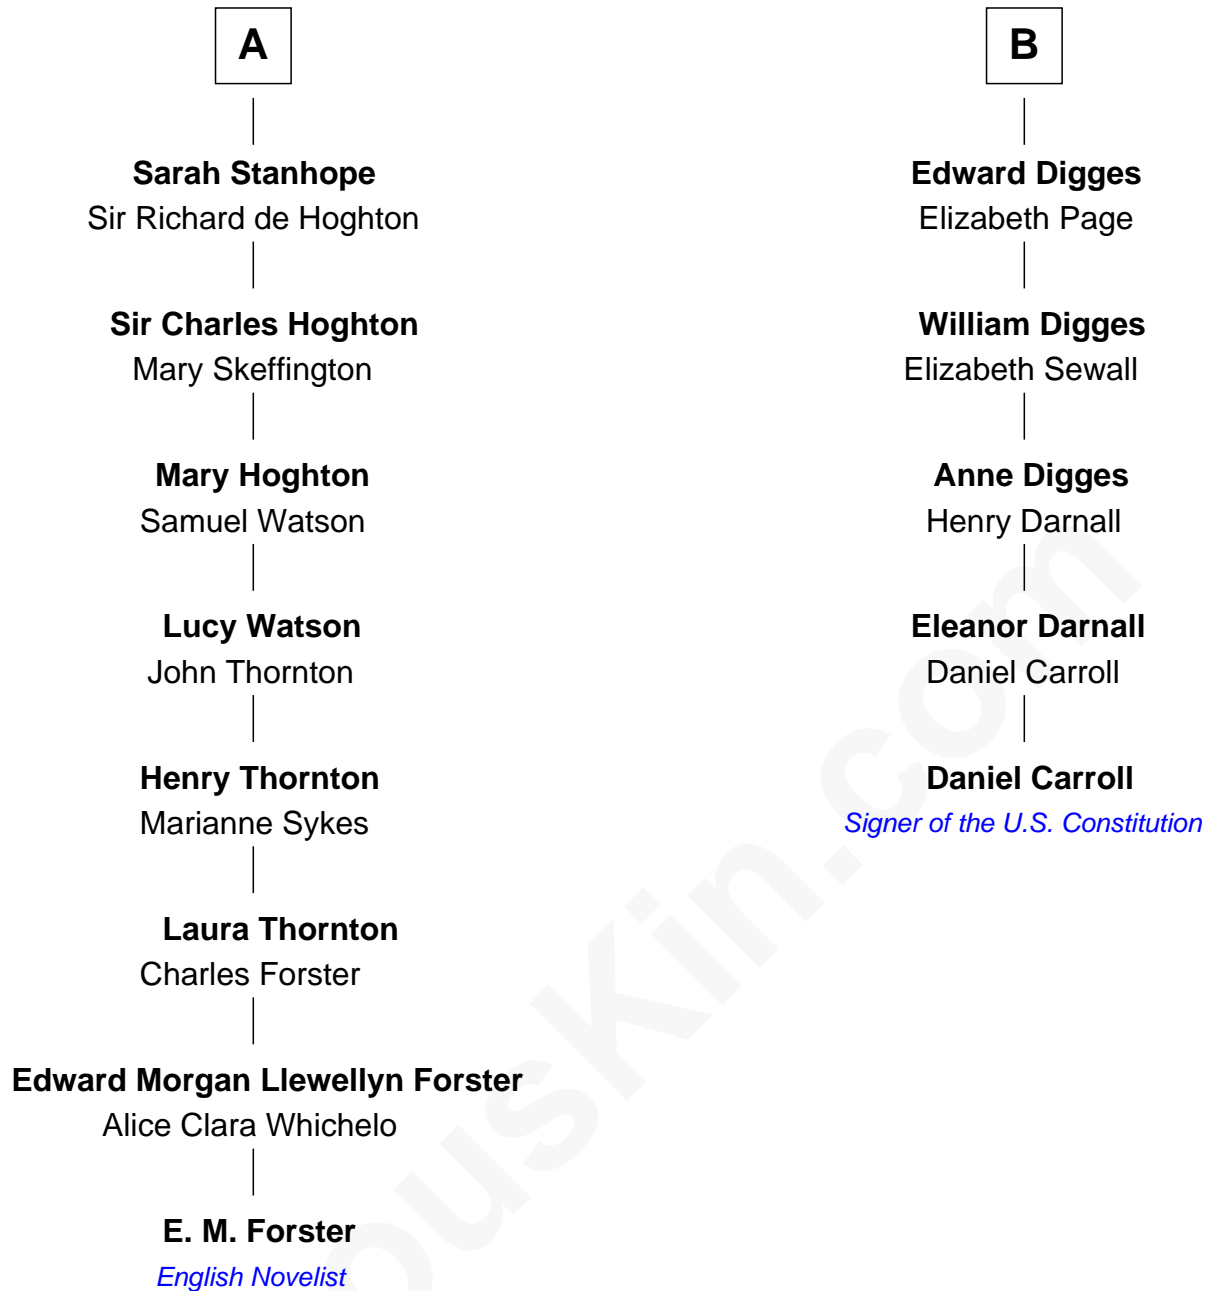 A
Sarah Stanhope
Sir Richard de Hoghton
Sir Charles Hoghton
Mary Skeffington
Mary Hoghton
Samuel Watson
Lucy Watson
John Thornton
Henry Thornton
Marianne Sykes
Laura Thornton
Charles Forster
Edward Morgan Llewellyn Forster
Alice Clara Whichelo
E. M. Forster
English Novelist
B
Edward Digges
Elizabeth Page
William Digges
Elizabeth Sewall
Anne Digges
Henry Darnall
Eleanor Darnall
Daniel Carroll
Daniel Carroll
Signer of the U.S. Constitution
ousKin.com